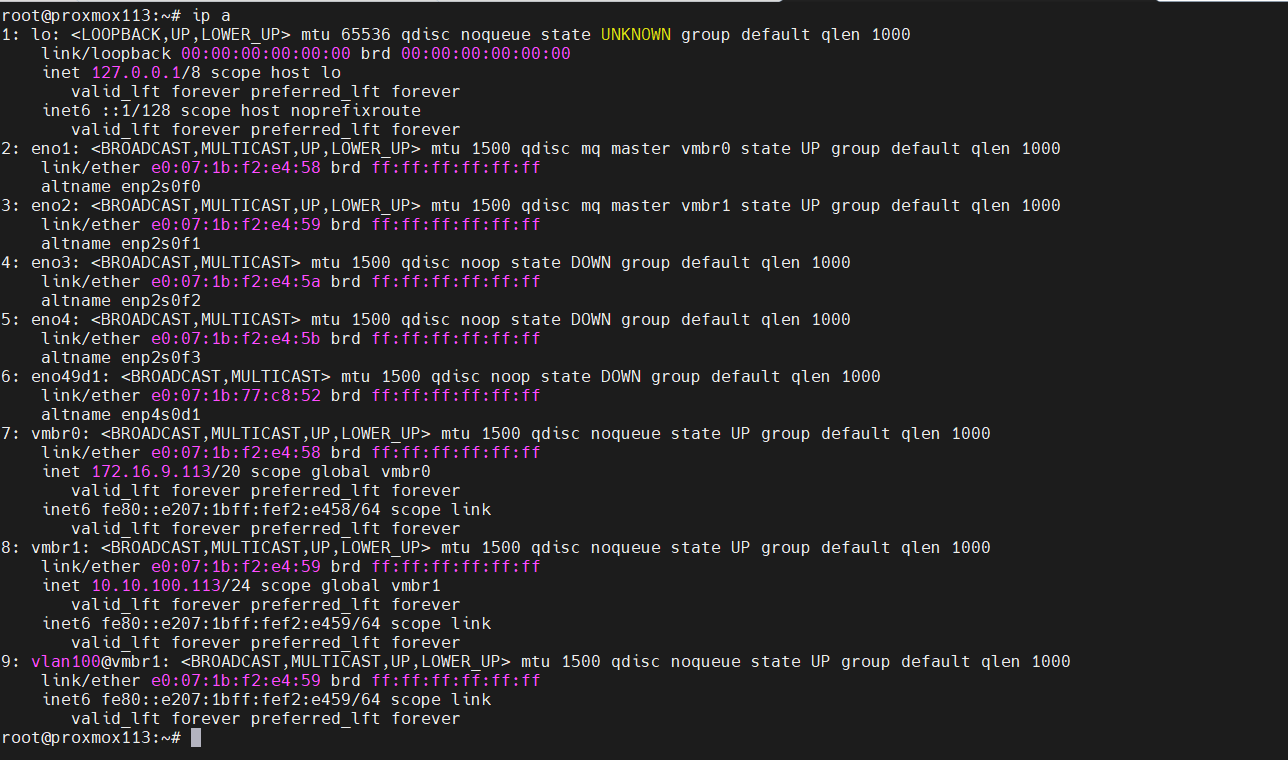 root@proxmox113:~# ip a
1: lo: <LOOPBACK,UP,LOWER_UP> mtu 65536 qdisc noqueue state UNKNOWN group default qlen 1000
    link/loopback 00:00:00:00:00:00 brd 00:00:00:00:00:00
    inet 127.0.0.1/8 scope host lo
       valid_lft forever preferred_lft forever
    inet6 ::1/128 scope host noprefixroute
       valid_lft forever preferred_lft forever
2: eno1: <BROADCAST,MULTICAST,UP,LOWER_UP> mtu 1500 qdisc mq master vmbr0 state UP group default qlen 1000
    link/ether e0:07:1b:f2:e4:58 brd ff:ff:ff:ff:ff:ff
    altname enp2s0f0
3: eno2: <BROADCAST,MULTICAST,UP,LOWER_UP> mtu 1500 qdisc mq master vmbr1 state UP group default qlen 1000
    link/ether e0:07:1b:f2:e4:59 brd ff:ff:ff:ff:ff:ff
    altname enp2s0f1
4: eno3: <BROADCAST,MULTICAST> mtu 1500 qdisc noop state DOWN group default qlen 1000
    link/ether e0:07:1b:f2:e4:5a brd ff:ff:ff:ff:ff:ff
    altname enp2s0f2
5: eno4: <BROADCAST,MULTICAST> mtu 1500 qdisc noop state DOWN group default qlen 1000
    link/ether e0:07:1b:f2:e4:5b brd ff:ff:ff:ff:ff:ff
    altname enp2s0f3
6: eno49d1: <BROADCAST,MULTICAST> mtu 1500 qdisc noop state DOWN group default qlen 1000
    link/ether e0:07:1b:77:c8:52 brd ff:ff:ff:ff:ff:ff
    altname enp4s0d1
7: vmbr0: <BROADCAST,MULTICAST,UP,LOWER_UP> mtu 1500 qdisc noqueue state UP group default qlen 1000
    link/ether e0:07:1b:f2:e4:58 brd ff:ff:ff:ff:ff:ff
    inet 172.16.9.113/20 scope global vmbr0
       valid_lft forever preferred_lft forever
    inet6 fe80::e207:1bff:fef2:e458/64 scope link
       valid_lft forever preferred_lft forever
8: vmbr1: <BROADCAST,MULTICAST,UP,LOWER_UP> mtu 1500 qdisc noqueue state UP group default qlen 1000
    link/ether e0:07:1b:f2:e4:59 brd ff:ff:ff:ff:ff:ff
    inet 10.10.100.113/24 scope global vmbr1
       valid_lft forever preferred_lft forever
    inet6 fe80::e207:1bff:fef2:e459/64 scope link
       valid_lft forever preferred_lft forever
9: vlan100@vmbr1: <BROADCAST,MULTICAST,UP,LOWER_UP> mtu 1500 qdisc noqueue state UP group default qlen 1000
    link/ether e0:07:1b:f2:e4:59 brd ff:ff:ff:ff:ff:ff
    inet6 fe80::e207:1bff:fef2:e459/64 scope link
       valid_lft forever preferred_lft forever
root@proxmox113:~#